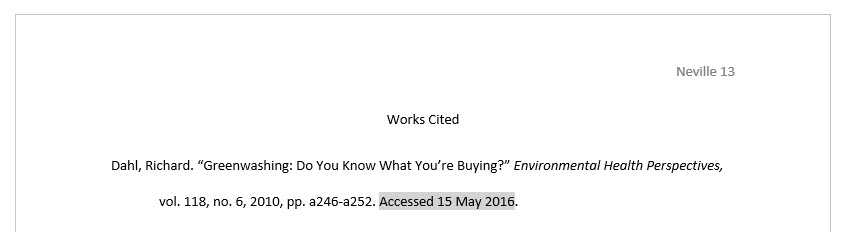 Neville 13
Works Cited
Dahl, Richard. “Greenwashing: Do You Know What You’re Buying?” Environmental Health Perspectives,
vol. 118, no. 6, 2010, pp. a246-a252. Accessed 15 May 2016.